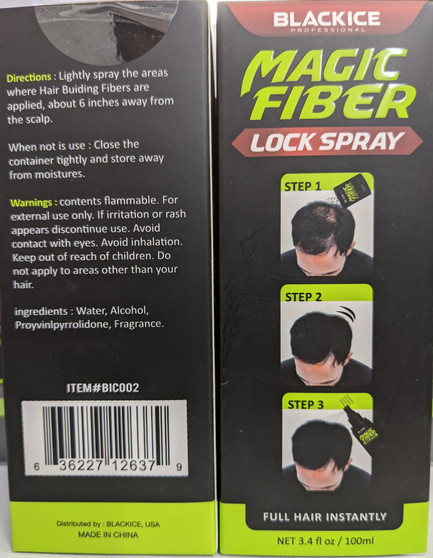 Directions : Lightly spray the areas
where Hair Buiding Fibers are
applied, about 6 inches away from
the scalp.
When not is use : Close the
container tightly and store away
from moistures.
Warnings : contents flammable. For
external use only. If irritation or rash
appears discontinue use. Avoid
contact with eyes. Avoid inhalation.
Keep out of reach of children. Do
not apply to areas other than your
hair.
ingredients : Water, Alcohol,
Proyvinlpyrrolidone, Fragrance.
ITEM#BIC002
6 36227 12637 9
Distributed by : BLACKICE, USA
MADE IN CHINA
BLACKICE
PROFESSIONAL
MAGIC
FIBER
LOCK SPRAY
STEP 1
STEP 2
STEP 3
MAGIC
FIBER
FULL HAIR INSTANTLY
NET 3.4 fl oz / 100ml